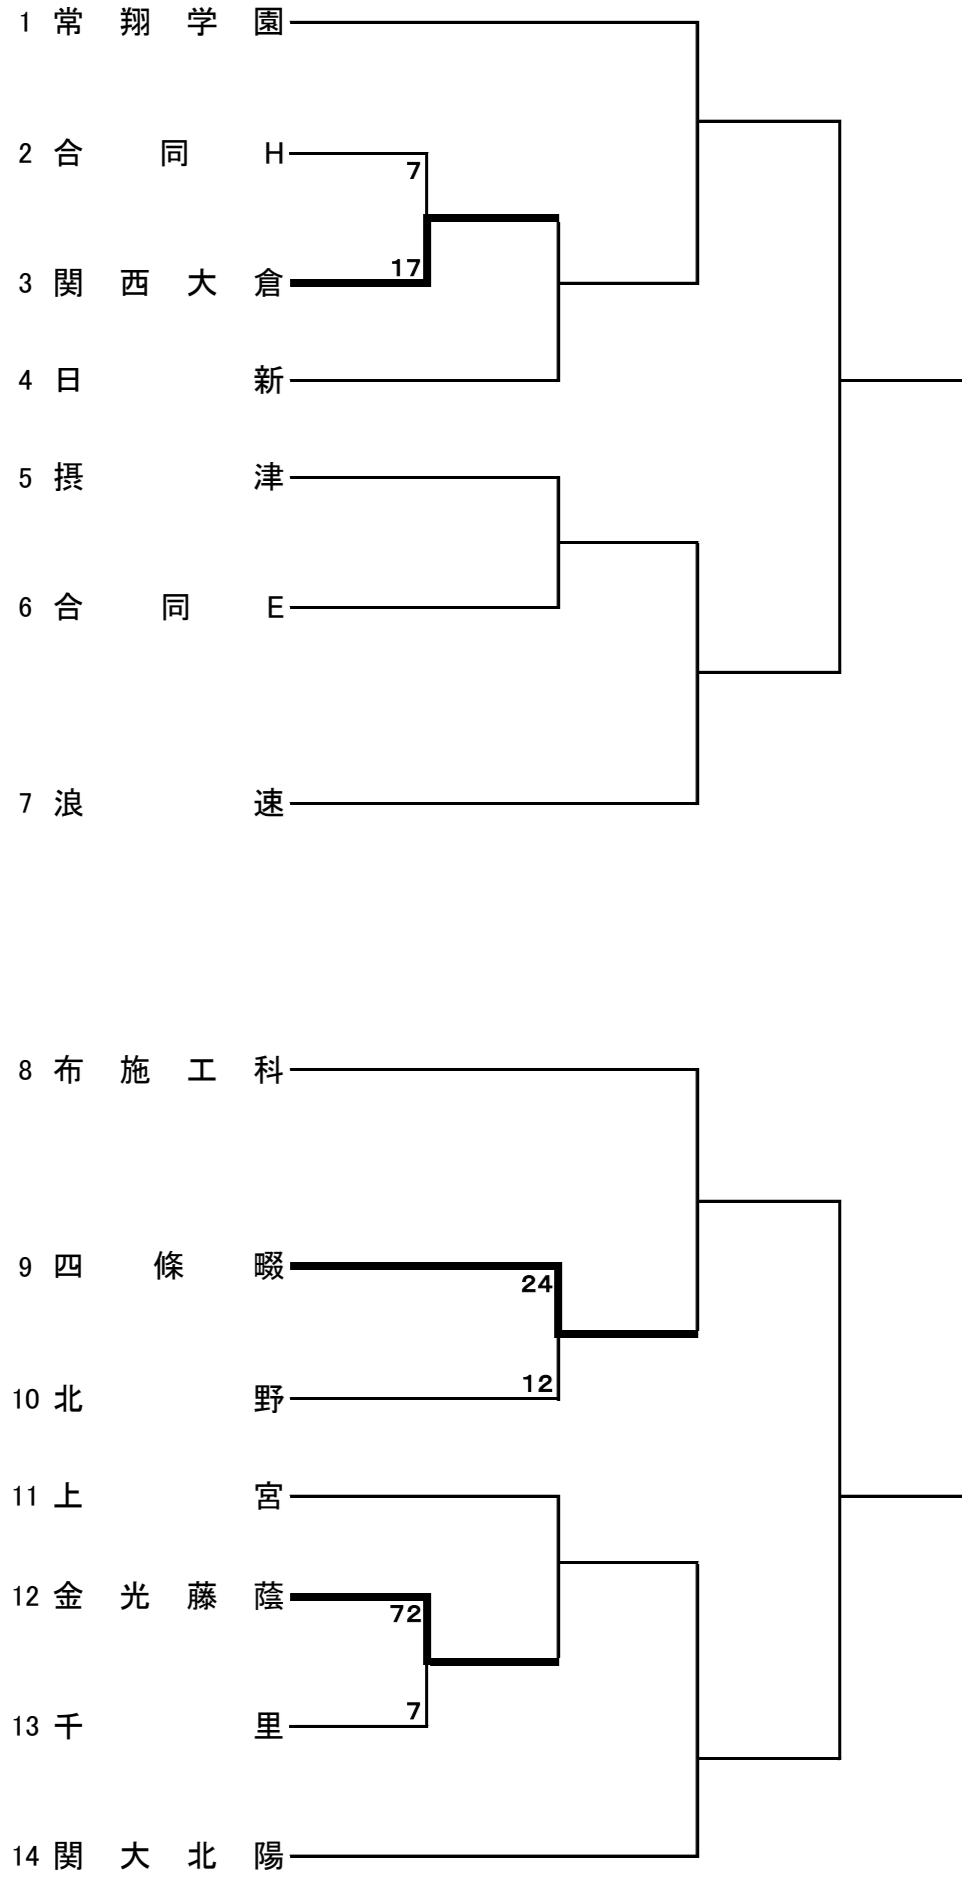 1 常翔学園
2 合同H
7
17
3 関西大倉
4 日新
5 摂津
6 合同E
7 浪速
8 布施工科
9 四條畷
24
12
10 北野
11 上宮
12 金光藤蔭
72
7
13 千里
14 関大北陽